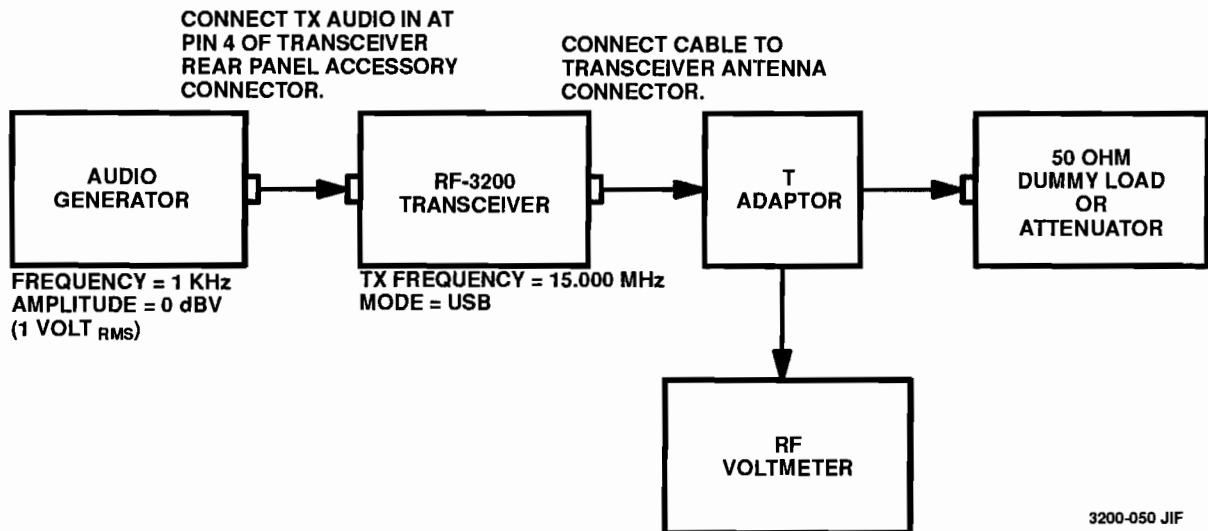 CONNECT TX AUDIO IN AT
PIN 4 OF TRANSCEIVER
REAR PANEL ACCESSORY
CONNECTOR.
CONNECT CABLE TO
TRANSCEIVER ANTENNA
CONNECTOR.
AUDIO
GENERATOR
RF-3200
TRANSCEIVER
T
ADAPTOR
50 OHM
DUMMY LOAD
OR
ATTENUATOR
FREQUENCY = 1 KHz
AMPLITUDE = 0 dBV
(1 VOLT RMS)
TX FREQUENCY = 15.000 MHz
MODE = USB
RF
VOLTMETER
3200-050 JIF